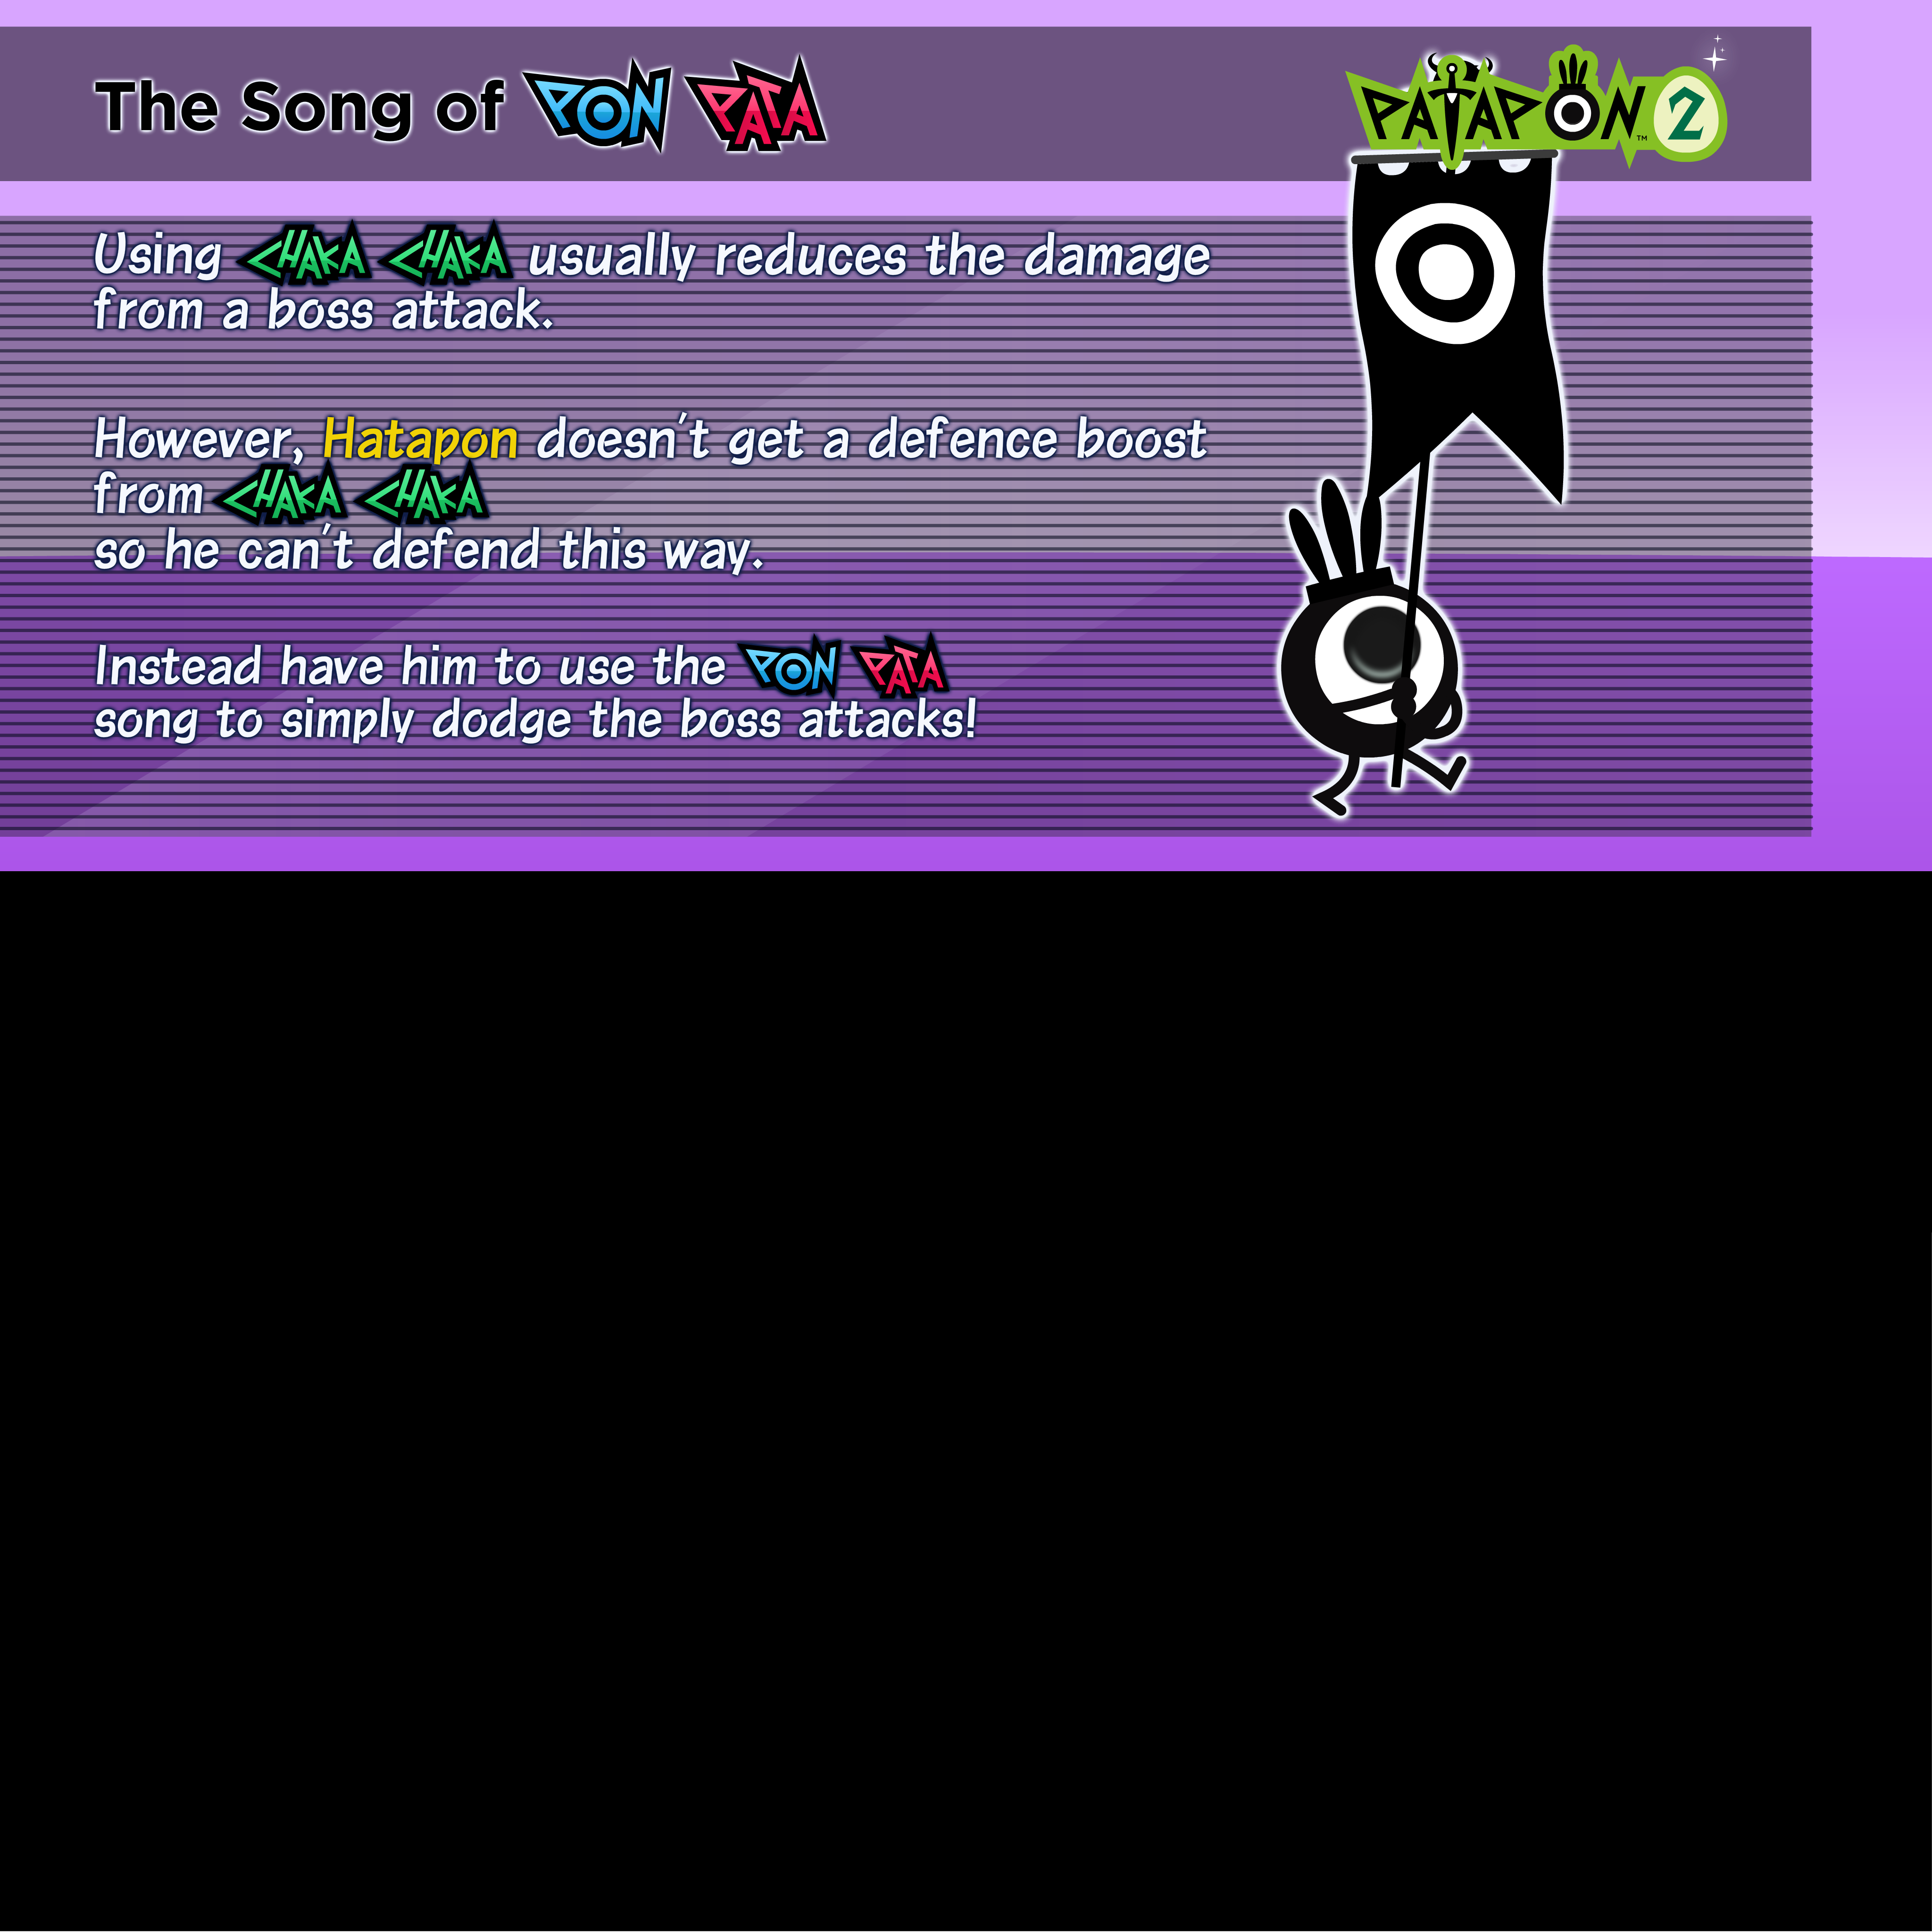 The Song of PON PATA
PATAPON™ 2
Using CHAKA CHAKA usually reduces the damage
from a boss attack.
However, Hatapon doesn't get a defence boost
from CHAKA CHAKA
so he can't defend this way.
Instead have him to use the PON PATA
song to simply dodge the boss attacks!